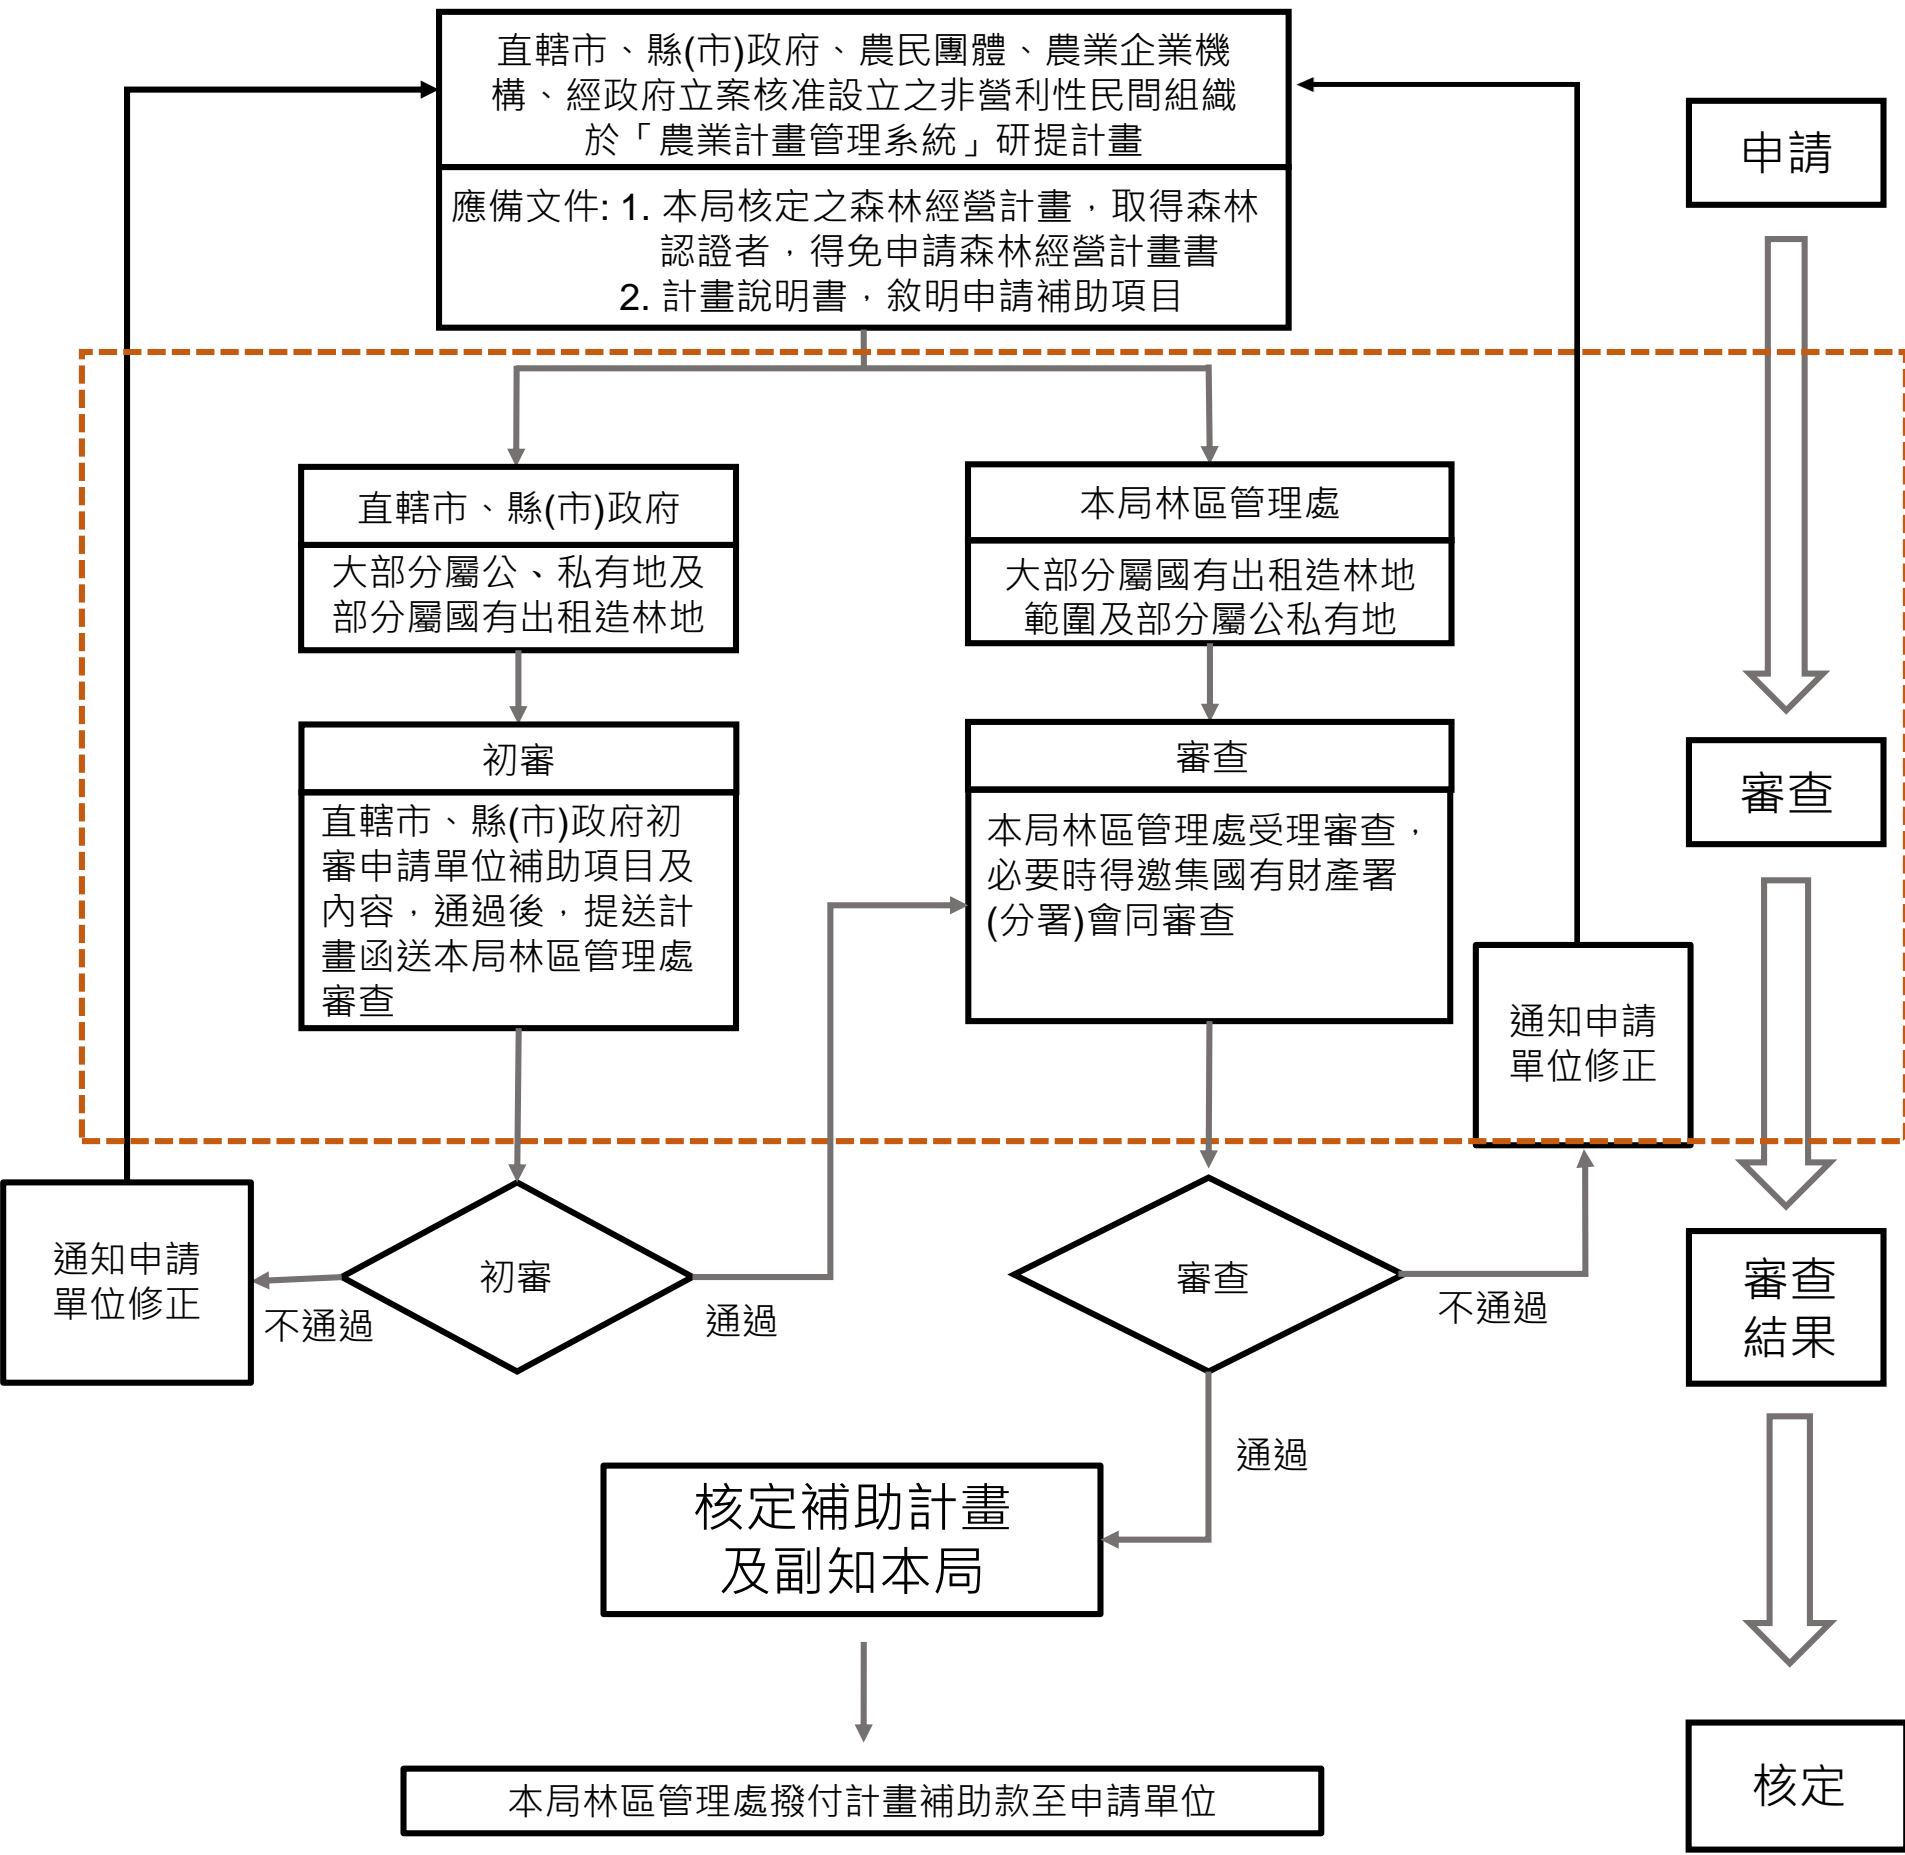 直轄市、縣(市)政府、農民團體、農業企業機
構、經政府立案核准設立之非營利性民間組織
於「農業計畫管理系統」研提計畫
應備文件: 1. 本局核定之森林經營計畫，取得森林
認證者，得免申請森林經營計畫書
2. 計畫說明書，敘明申請補助項目
申請
直轄市、縣(市)政府
大部分屬公、私有地及
部分屬國有出租造林地
本局林區管理處
大部分屬國有出租造林地
範圍及部分屬公私有地
初審
直轄市、縣(市)政府初
審申請單位補助項目及
內容，通過後，提送計
畫函送本局林區管理處
審查
審查
本局林區管理處受理審查，
必要時得邀集國有財產署
(分署)會同審查
審查
通知申請
單位修正
通知申請
單位修正
不通過
初審
通過
審查
不通過
審查
結果
通過
核定補助計畫
及副知本局
本局林區管理處撥付計畫補助款至申請單位
核定